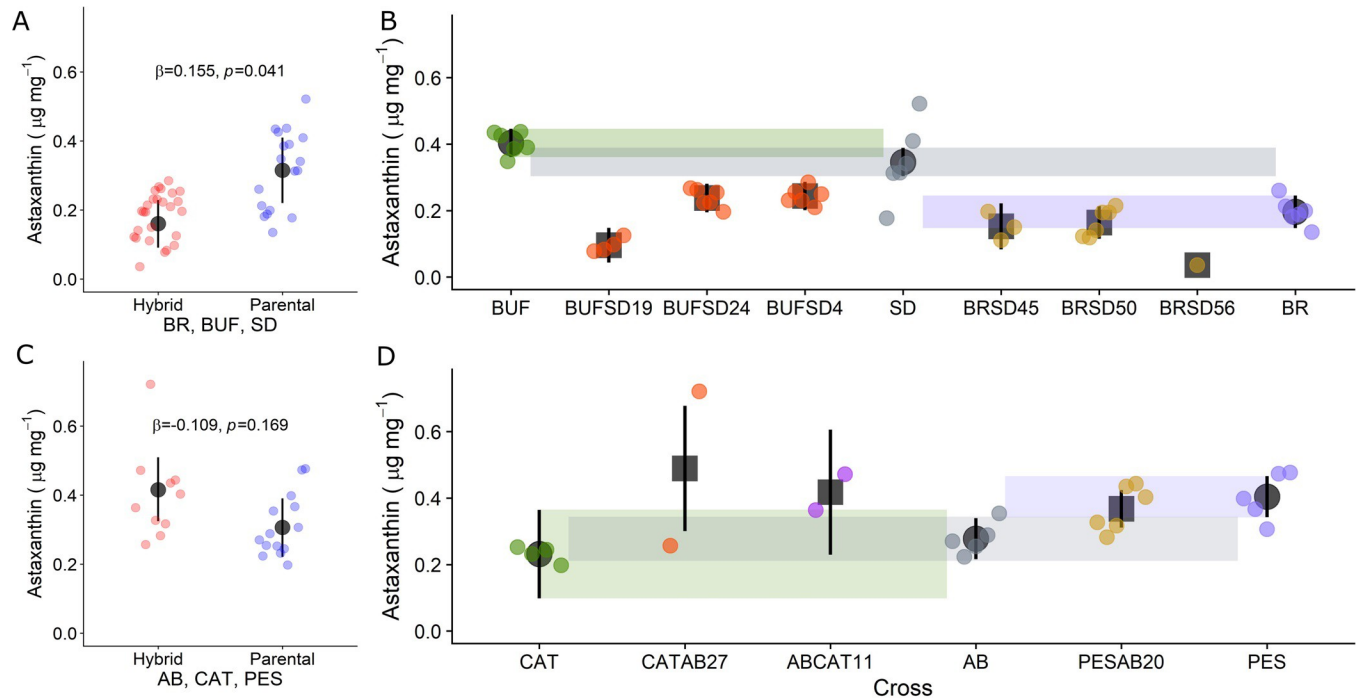 A
Astaxanthin ( μg mg⁻¹)
0.6
0.4
0.2
0.0
β=0.155, p=0.041
Hybrid Parental
BR, BUF, SD
B
Astaxanthin ( μg mg⁻¹)
0.6
0.4
0.2
0.0
BUF BUFSD19 BUFSD24 BUFSD4 SD BRSD45 BRSD50 BRSD56 BR
C
Astaxanthin ( μg mg⁻¹)
0.6
0.4
0.2
0.0
β=-0.109, p=0.169
Hybrid Parental
AB, CAT, PES
D
Astaxanthin ( μg mg⁻¹)
0.6
0.4
0.2
0.0
CAT CATAB27 ABCAT11 AB PESAB20 PES
Cross